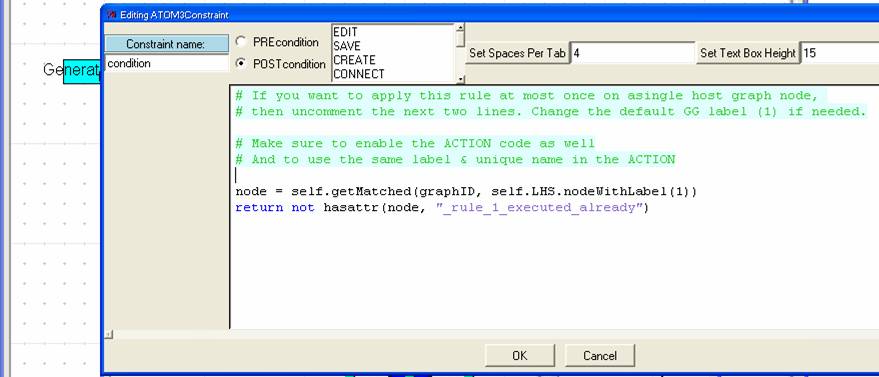 Editing ATOM3Constraint
Constraint name:
condition
PREcondition
POSTcondition
EDIT
SAVE
CREATE
CONNECT
Set Spaces Per Tab 4
Set Text Box Height 15
Generat
# If you want to apply this rule at most once on asingle host graph node,
# then uncomment the next two lines. Change the default GG label (1) if needed.
# Make sure to enable the ACTION code as well
# And to use the same label & unique name in the ACTION
node = self.getMatched(graphID, self.LHS.nodeWithLabel(1))
return not hasattr(node, "_rule_1_executed_already")
OK
Cancel